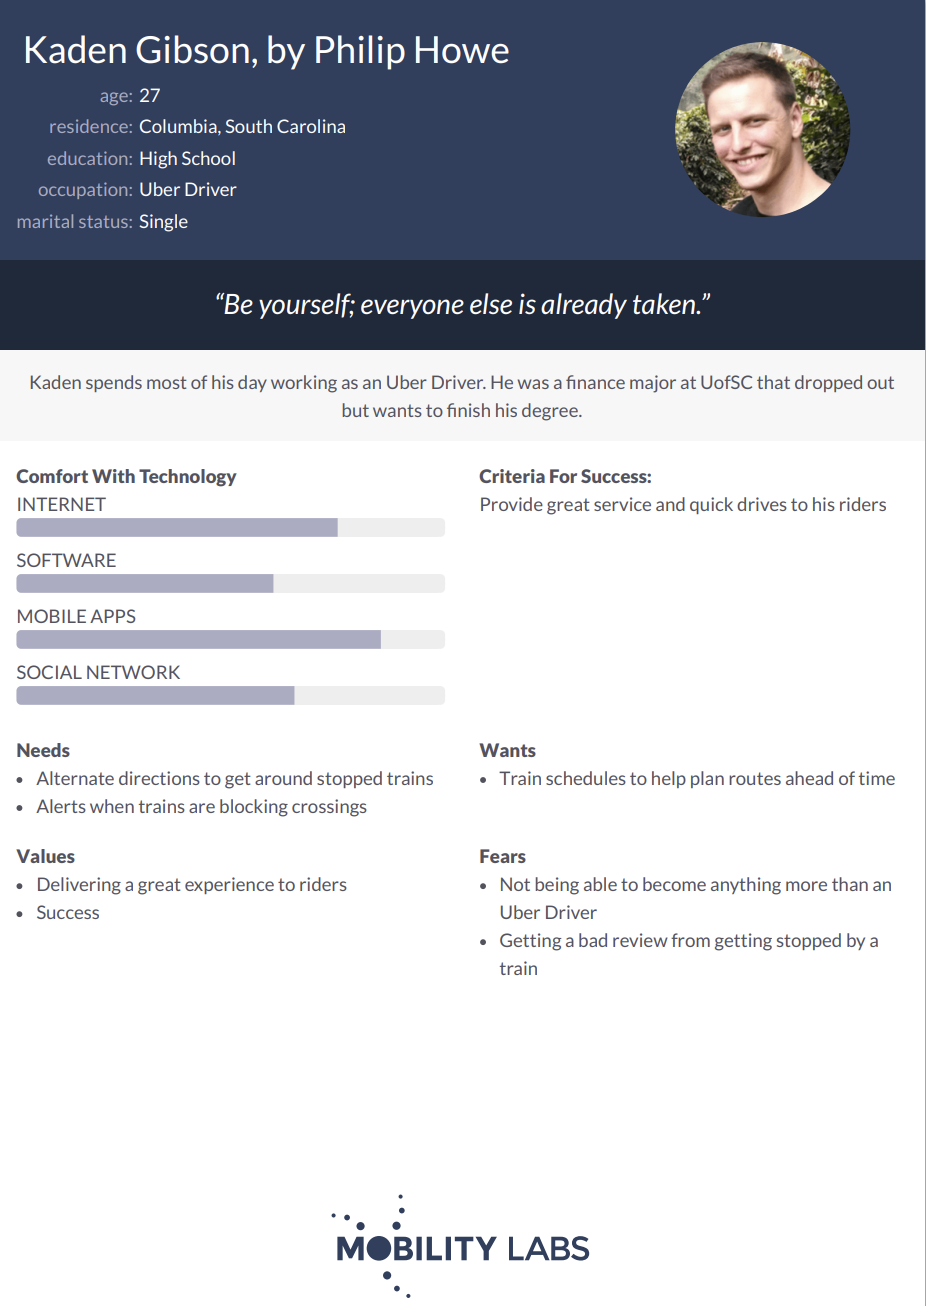 Kaden Gibson, by Philip Howe
age: 27
residence: Columbia, South Carolina
education: High School
occupation: Uber Driver
marital status: Single
“Be yourself; everyone else is already taken.”
Kaden spends most of his day working as an Uber Driver. He was a finance major at UofSC that dropped out
but wants to finish his degree.
Comfort With Technology
INTERNET
SOFTWARE
MOBILE APPS
SOCIAL NETWORK
Criteria For Success:
Provide great service and quick drives to his riders
Needs
• Alternate directions to get around stopped trains
• Alerts when trains are blocking crossings
Wants
• Train schedules to help plan routes ahead of time
Values
• Delivering a great experience to riders
• Success
Fears
• Not being able to become anything more than an
Uber Driver
• Getting a bad review from getting stopped by a
train
MOBILITY LABS